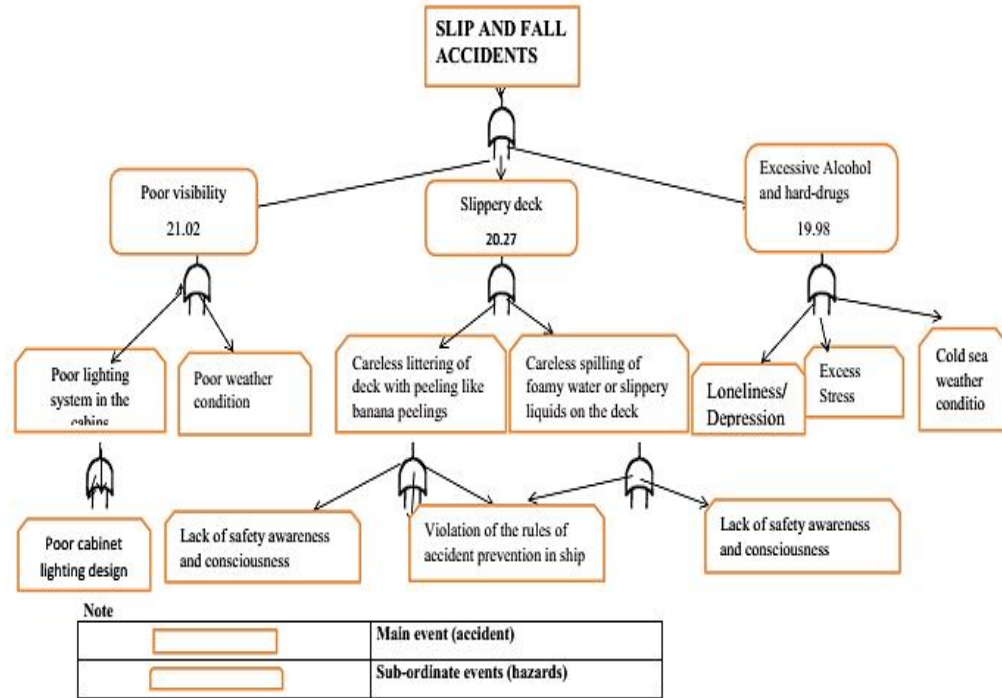 SLIP AND FALL
ACCIDENTS
Poor visibility
21.02
Slippery deck
20.27
Excessive Alcohol
and hard-drugs
19.98
Poor lighting
system in the
cabins
Poor weather
condition
Careless littering of
deck with peeling like
banana peelings
Careless spilling of
foamy water or slippery
liquids on the deck
Loneliness/
Depression
Excess
Stress
Cold sea
weather
conditio
Poor cabinet
lighting design
Lack of safety awareness
and consciousness
Violation of the rules of
accident prevention in ship
Lack of safety awareness
and consciousness
Note
Main event (accident)
Sub-ordinate events (hazards)